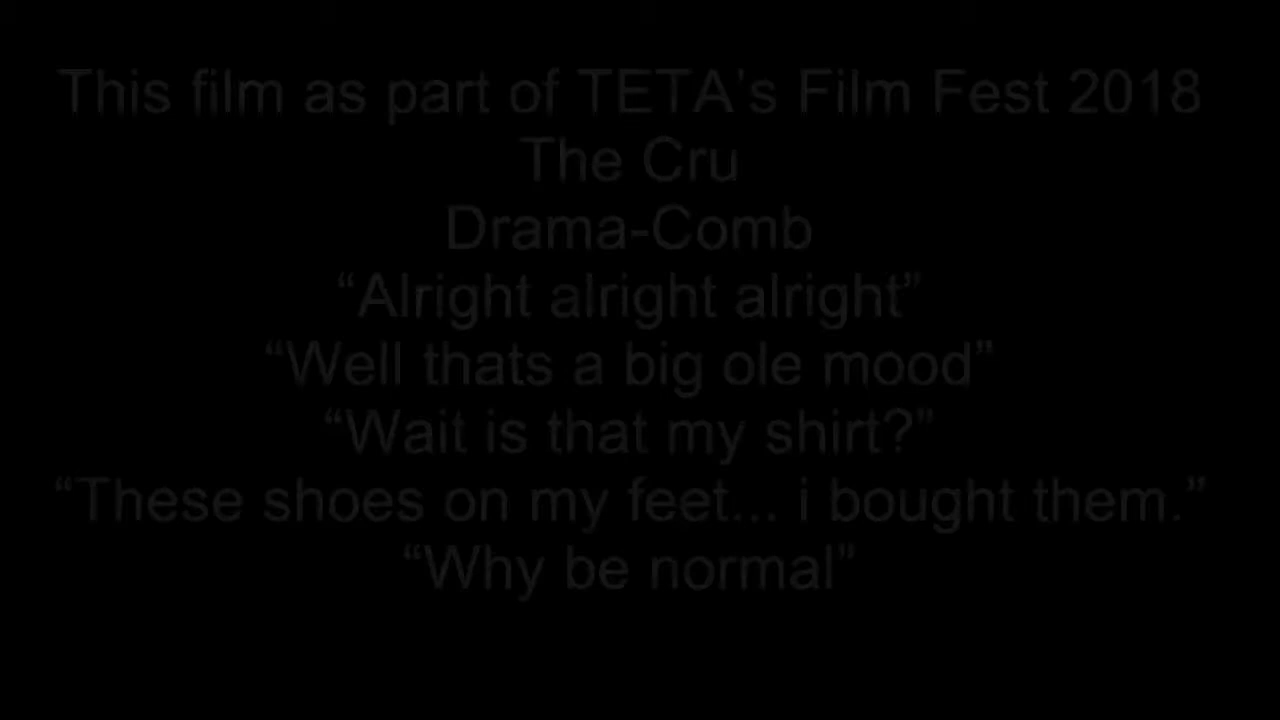 This film as part of TETA's Film Fest 2018
The Cru
Drama-Comb
“Alright alright alright”
“Well thats a big ole mood”
“Wait is that my shirt?”
“These shoes on my feet... i bought them.”
“Why be normal”